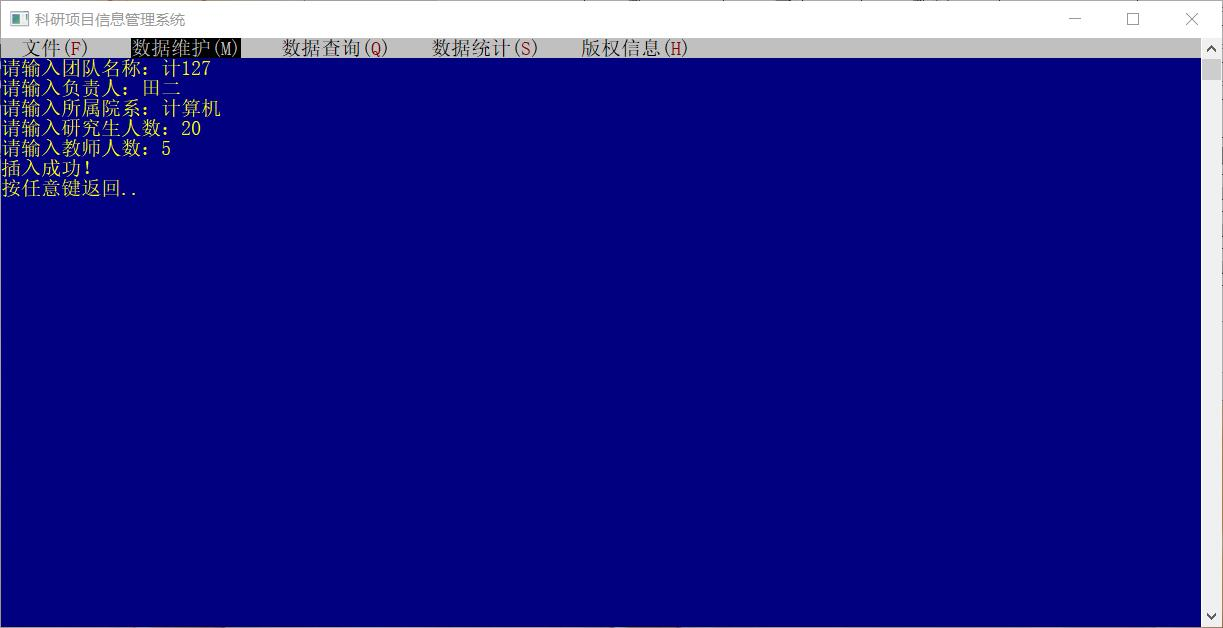 科研项目信息管理系统
文件(F) 数据维护(M) 数据查询(Q) 数据统计(S) 版权信息(H)
请输入团队名称：计127
请输入负责人：田二
请输入所属院系：计算机
请输入研究生人数：20
请输入教师人数：5
插入成功！
按任意键返回..